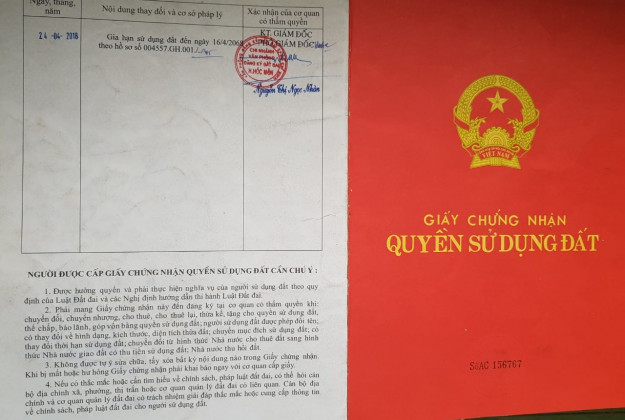 Ngày, tháng, năm
Nội dung thay đổi và cơ sở pháp lý
Xác nhận của cơ quan có thẩm quyền
24-04-2018
Gia hạn sử dụng đất đến ngày 16/4/206
theo hồ sơ số 004557.GH.001
KT. GIÁM ĐỐC
PHÓ GIÁM ĐỐC
CHI NHÁNH
VĂN PHÒNG
ĐĂNG KÝ ĐẤT ĐAI
H.HÓC MÔN
Nguyễn Thị Ngọc Nhàn
NGƯỜI ĐƯỢC CẤP GIẤY CHỨNG NHẬN QUYỀN SỬ DỤNG ĐẤT CẦN CHÚ Ý :
1. Được hưởng quyền và phải thực hiện nghĩa vụ của người sử dụng đất theo quy
định của Luật Đất đai và các Nghị định hướng dẫn thi hành Luật Đất đai.
2. Phải mang Giấy chứng nhận này đến đăng ký tại cơ quan có thẩm quyền khi:
chuyển đổi, chuyển nhượng, cho thuê, cho thuê lại, thừa kế, tặng cho quyền sử dụng đất,
thế chấp, bảo lãnh, góp vốn bằng quyền sử dụng đất; người sử dụng đất được phép đổi tên;
có thay đổi về hình dạng, kích thước, diện tích thửa đất; chuyển mục đích sử dụng đất; có
thay đổi thời hạn sử dụng đất; chuyển đổi từ hình thức Nhà nước cho thuê đất sang hình
thức Nhà nước giao đất có thu tiền sử dụng đất; Nhà nước thu hồi đất.
3. Không được tự ý sửa chữa, tẩy xóa bất kỳ nội dung nào trong Giấy chứng nhận.
Khi bị mất hoặc hư hỏng Giấy chứng nhận phải khai báo ngay với cơ quan cấp giấy.
4. Nếu có thắc mắc hoặc cần tìm hiểu về chính sách, pháp luật đất đai, có thể hỏi cán
bộ địa chính xã, phường, thị trấn hoặc cơ quan quản lý đất đai có liên quan. Cán bộ địa
chính và cơ quan quản lý đất đai có trách nhiệm giải đáp thắc mắc hoặc cung cấp thông tin
về chính sách, pháp luật đất đai cho người sử dụng đất.
VIỆT NAM
GIẤY CHỨNG NHẬN
QUYỀN SỬ DỤNG ĐẤT
156767